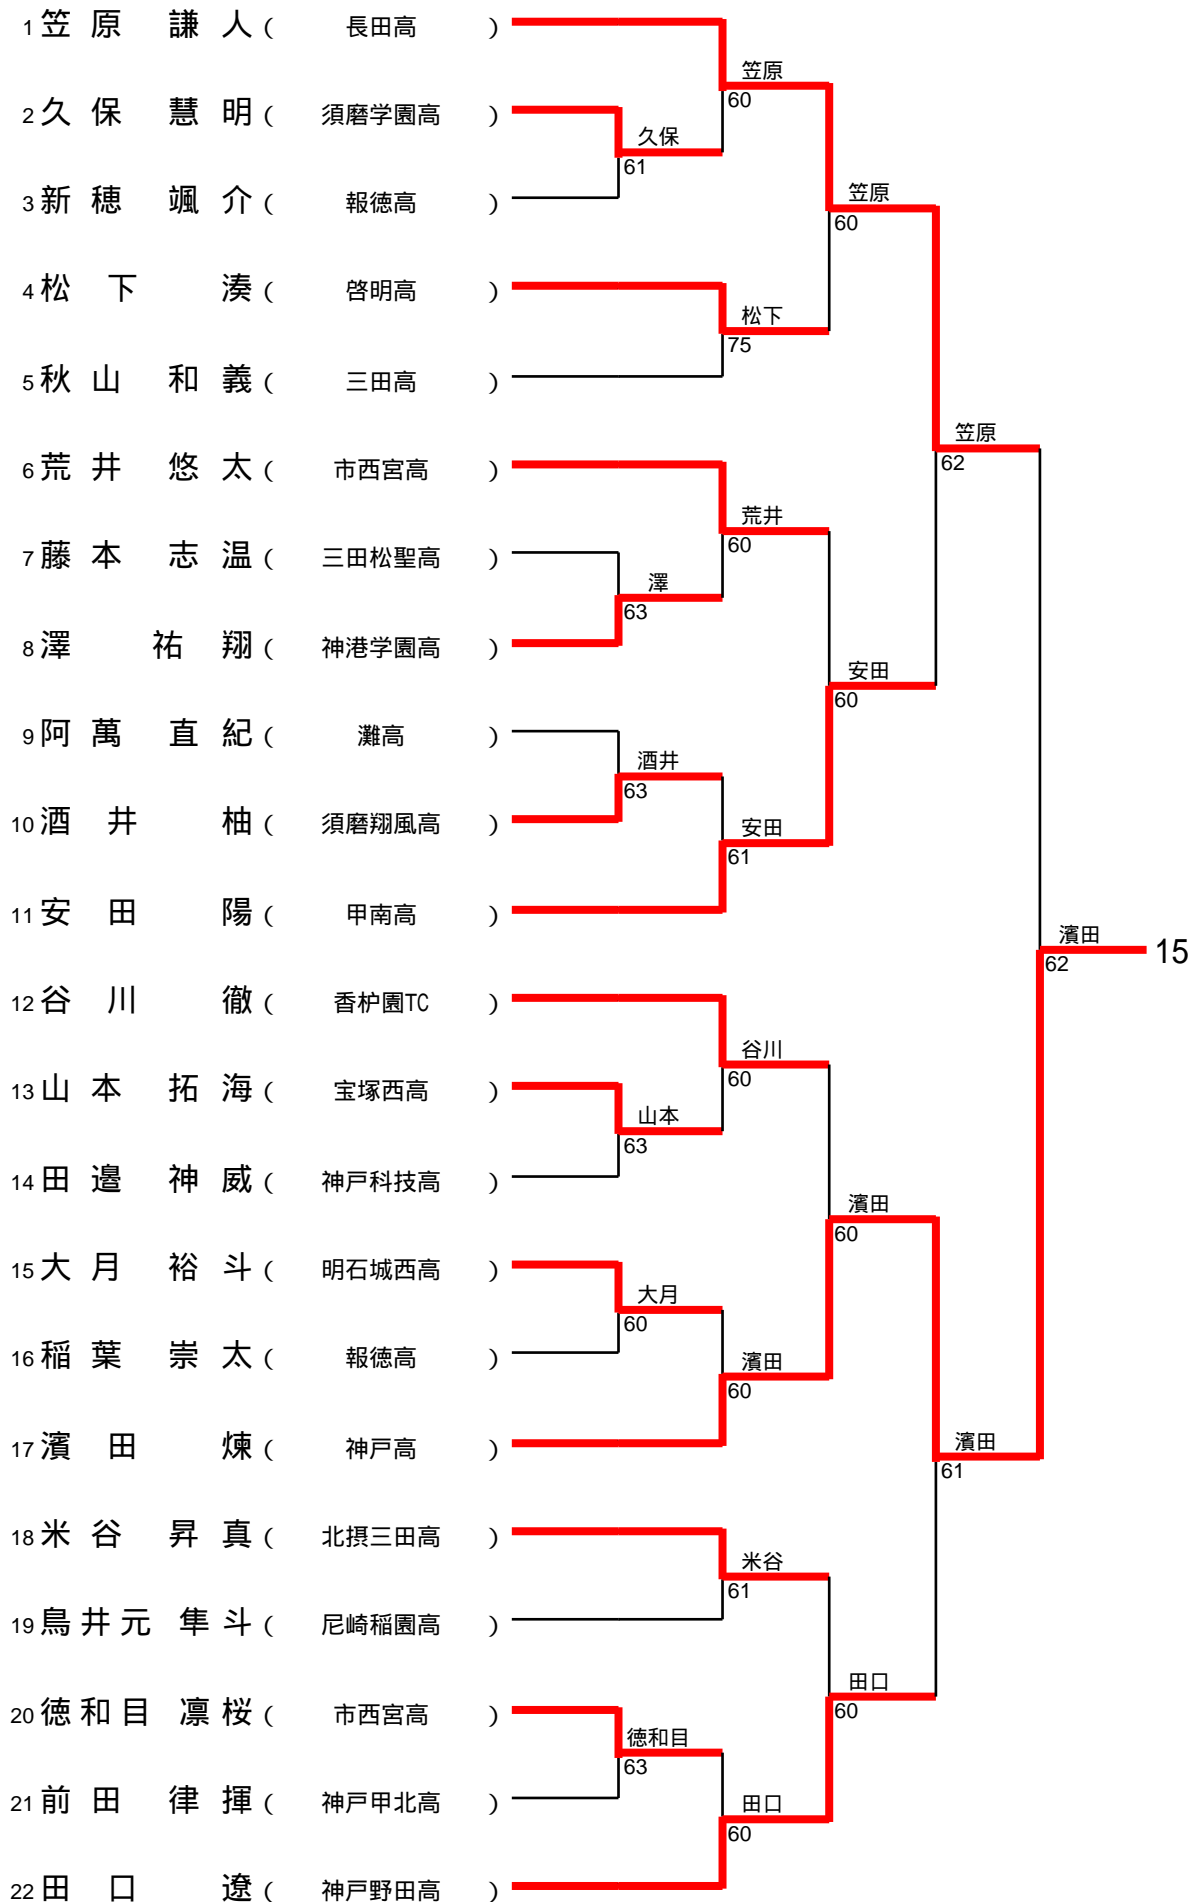 1 笠原 謙人 ( 長田高 )
笠原
60
2 久保 慧明 ( 須磨学園高 )
久保
61
3 新穂 颯介 ( 報徳高 )
笠原
60
4 松下 湊 ( 啓明高 )
松下
75
5 秋山 和義 ( 三田高 )
笠原
62
6 荒井 悠太 ( 市西宮高 )
荒井
60
7 藤本 志温 ( 三田松聖高 )
澤
63
8 澤 祐翔 ( 神港学園高 )
安田
60
9 阿萬 直紀 ( 灘高 )
酒井
63
10 酒井 柚 ( 須磨翔風高 )
安田
61
11 安田 陽 ( 甲南高 )
濱田
62
15
12 谷川 徹 ( 香枦園TC )
谷川
60
13 山本 拓海 ( 宝塚西高 )
山本
63
14 田邉 神威 ( 神戸科技高 )
濱田
60
15 大月 裕斗 ( 明石城西高 )
大月
60
16 稲葉 崇太 ( 報徳高 )
濱田
60
17 濱田 煉 ( 神戸高 )
濱田
61
18 米谷 昇真 ( 北摂三田高 )
米谷
61
19 鳥井元 隼斗 ( 尼崎稲園高 )
田口
60
20 徳和目 凛桜 ( 市西宮高 )
徳和目
63
21 前田 律揮 ( 神戸甲北高 )
田口
60
22 田口 遼 ( 神戸野田高 )